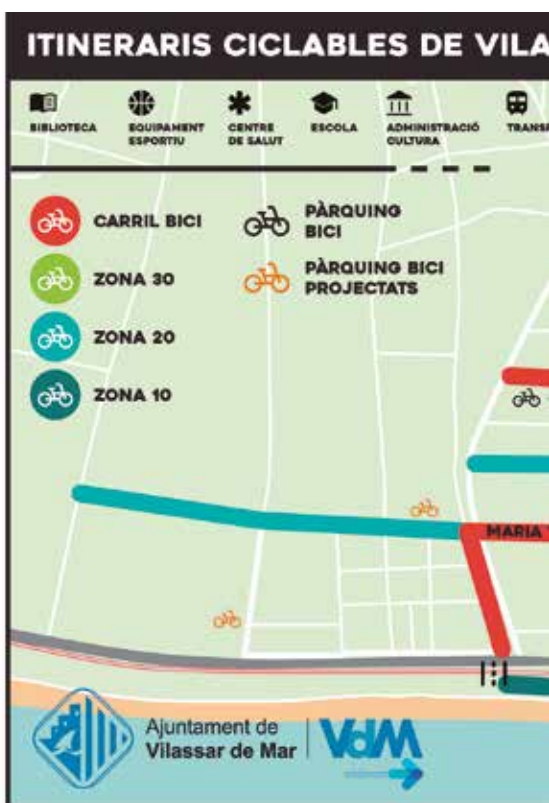 ITINERARIS CICLABLES DE VILA
BIBLIOTECA
EQUIPAMENT
ESPORTIU
CENTRE
DE SALUT
ESCOLA
ADMINISTRACIÓ
CULTURA
TRANSP
CARRIL BICI
PÀRQUING
BICI
ZONA 30
PÀRQUING BICI
PROJECTATS
ZONA 20
ZONA 10
MARIA
Ajuntament de
Vilassar de Mar
VdM